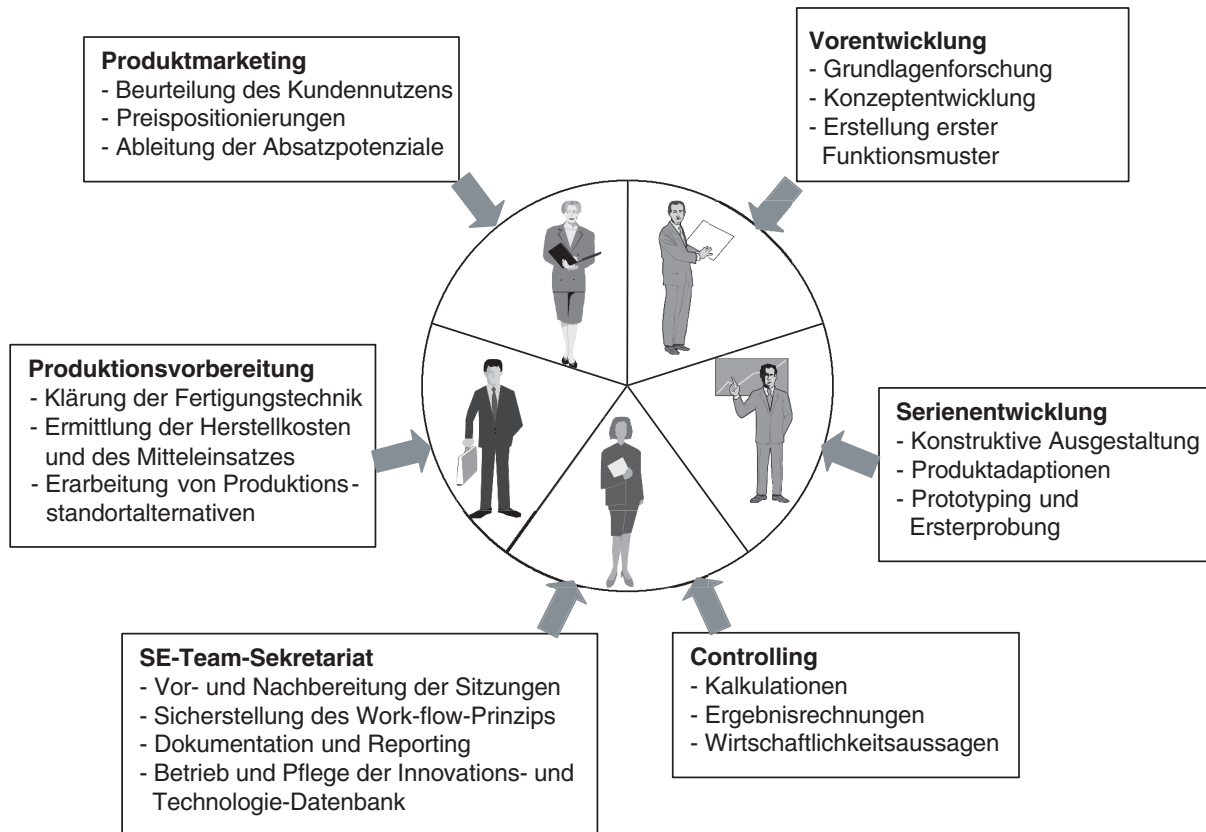 Produktmarketing
- Beurteilung des Kundennutzens
- Preispositionierungen
- Ableitung der Absatzpotenziale
Vorentwicklung
- Grundlagenforschung
- Konzeptentwicklung
- Erstellung erster
Funktionsmuster
Produktionsvorbereitung
- Klärung der Fertigungstechnik
- Ermittlung der Herstellkosten
und des Mitteleinsatzes
- Erarbeitung von Produktions-
standortalternativen
Serienentwicklung
- Konstruktive Ausgestaltung
- Produktadaptionen
- Prototyping und
Ersterprobung
SE-Team-Sekretariat
- Vor- und Nachbereitung der Sitzungen
- Sicherstellung des Work-flow-Prinzips
- Dokumentation und Reporting
- Betrieb und Pflege der Innovations- und
Technologie-Datenbank
Controlling
- Kalkulationen
- Ergebnisrechnungen
- Wirtschaftlichkeitsaussagen